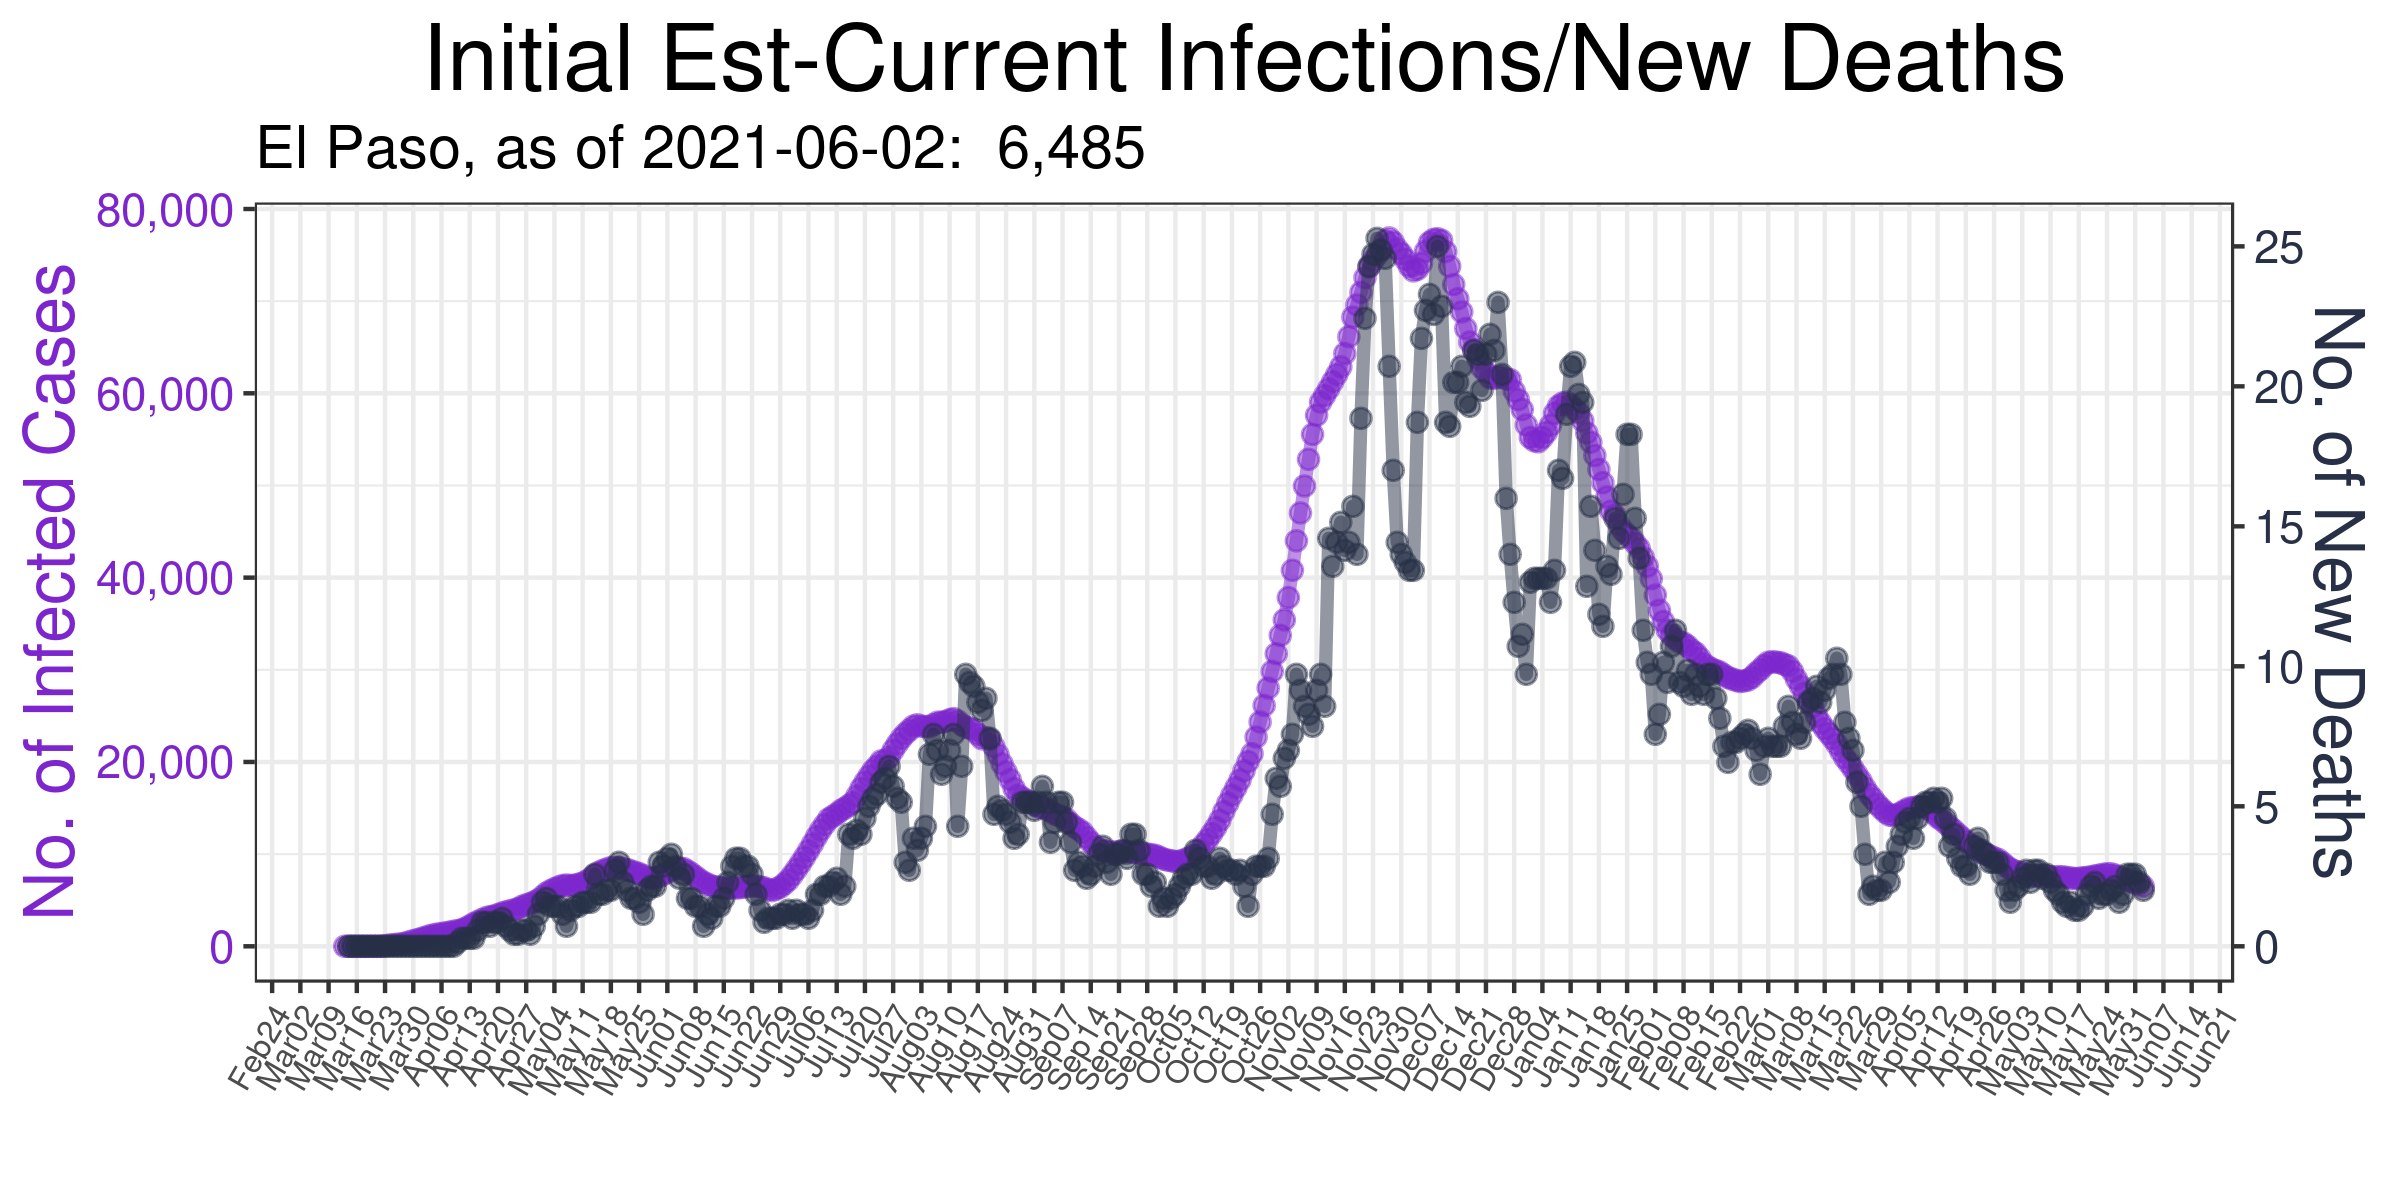 Initial Est-Current Infections/New Deaths
El Paso, as of 2021-06-02:  6,485
No. of Infected Cases
80,000
60,000
40,000
20,000
0
25
20
15
10
5
0
No. of New Deaths
Feb24
Mar02
Mar09
Mar16
Mar23
Mar30
Apr06
Apr13
Apr20
Apr27
May04
May11
May18
May25
Jun01
Jun08
Jun15
Jun22
Jun29
Jul06
Jul13
Jul20
Jul27
Aug03
Aug10
Aug17
Aug24
Aug31
Sep07
Sep14
Sep21
Sep28
Oct05
Oct12
Oct19
Oct26
Nov02
Nov09
Nov16
Nov23
Nov30
Dec07
Dec14
Dec21
Dec28
Jan04
Jan11
Jan18
Jan25
Feb01
Feb08
Feb15
Feb22
Mar01
Mar08
Mar15
Mar22
Mar29
Apr05
Apr12
Apr19
Apr26
May03
May10
May17
May24
May31
Jun07
Jun14
Jun21